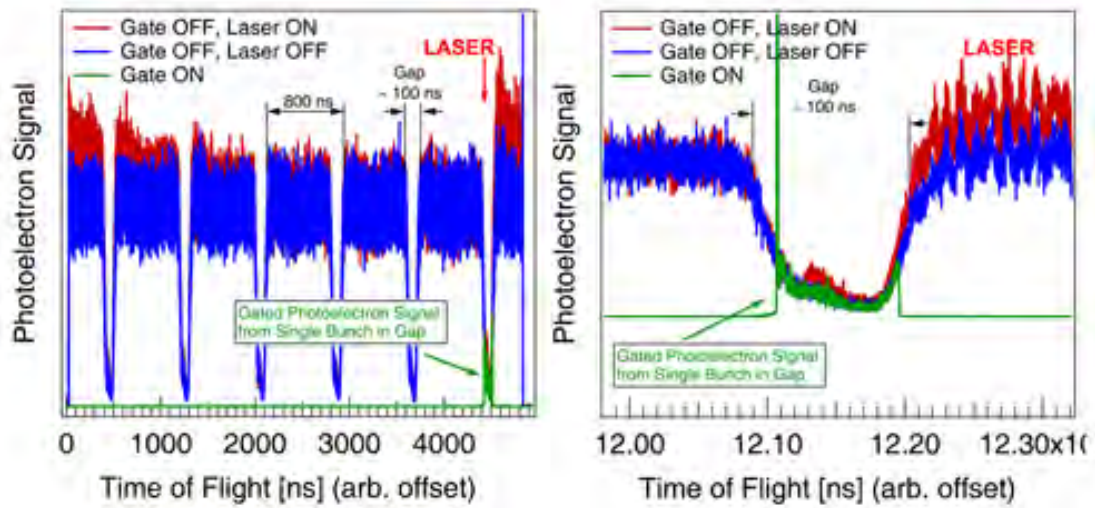 Gate OFF, Laser ON
Gate OFF, Laser OFF
Gate ON
LASER
Gap
~ 100 ns
800 ns
Gated Photoelectron Signal
from Single Bunch in Gap
Photoelectron Signal
0 1000 2000 3000 4000
Time of Flight [ns] (arb. offset)
Gate OFF, Laser ON
Gate OFF, Laser OFF
Gate ON
LASER
Gap
~ 100 ns
Gated Photoelectron Signal
from Single Bunch in Gap
Photoelectron Signal
12.00 12.10 12.20 12.30x10
Time of Flight [ns] (arb. offset)